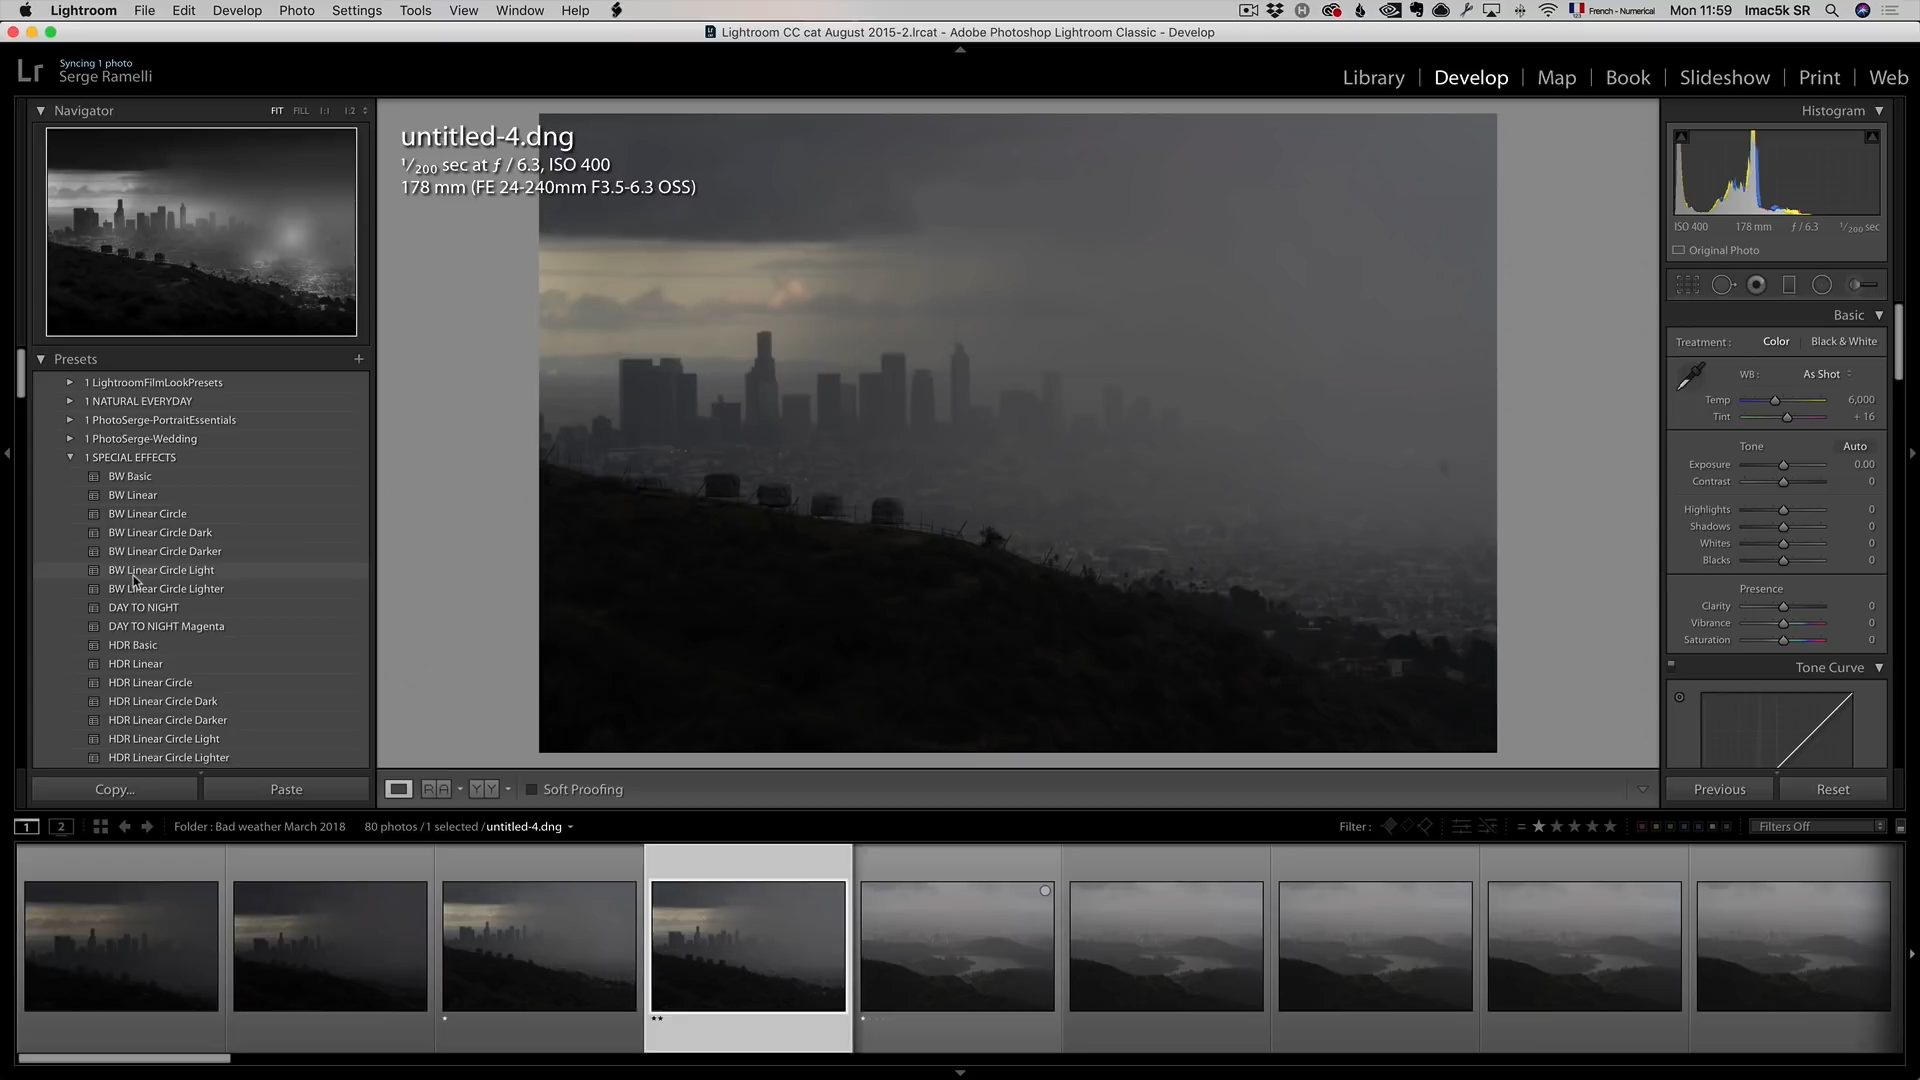 Lightroom File Edit Develop Photo Settings Tools View Window Help French - Numerical Mon 11:59 Imac5k SR
Lightroom CC cat August 2015-2.lrcat - Adobe Photoshop Lightroom Classic - Develop
Lr Syncing 1 photo
Serge Ramelli
Library | Develop | Map | Book | Slideshow | Print | Web
Navigator FIT FILL 1:1 1:2
Histogram
untitled-4.dng
1/200 sec at ƒ / 6.3, ISO 400
178 mm (FE 24-240mm F3.5-6.3 OSS)
ISO 400 178 mm ƒ / 6.3 1/200 sec
Original Photo
Basic
Treatment : Color Black & White
WB : As Shot
Temp 6,000
Tint + 16
Tone Auto
Exposure 0.00
Contrast 0
Highlights 0
Shadows 0
Whites 0
Blacks 0
Presence
Clarity 0
Vibrance 0
Saturation 0
Tone Curve
Presets +
1 LightroomFilmLookPresets
1 NATURAL EVERYDAY
1 PhotoSerge-PortraitEssentials
1 PhotoSerge-Wedding
1 SPECIAL EFFECTS
BW Basic
BW Linear
BW Linear Circle
BW Linear Circle Dark
BW Linear Circle Darker
BW Linear Circle Light
BW Linear Circle Lighter
DAY TO NIGHT
DAY TO NIGHT Magenta
HDR Basic
HDR Linear
HDR Linear Circle
HDR Linear Circle Dark
HDR Linear Circle Darker
HDR Linear Circle Light
HDR Linear Circle Lighter
Copy... Paste
R A Y Y Soft Proofing
Previous Reset
1 2 Folder : Bad weather March 2018 80 photos / 1 selected / untitled-4.dng
Filter : Filters Off